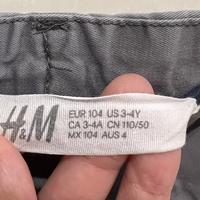 H&M
EUR 104 US 3-4Y
CA 3-4A CN 110/50
MX 104 AUS 4